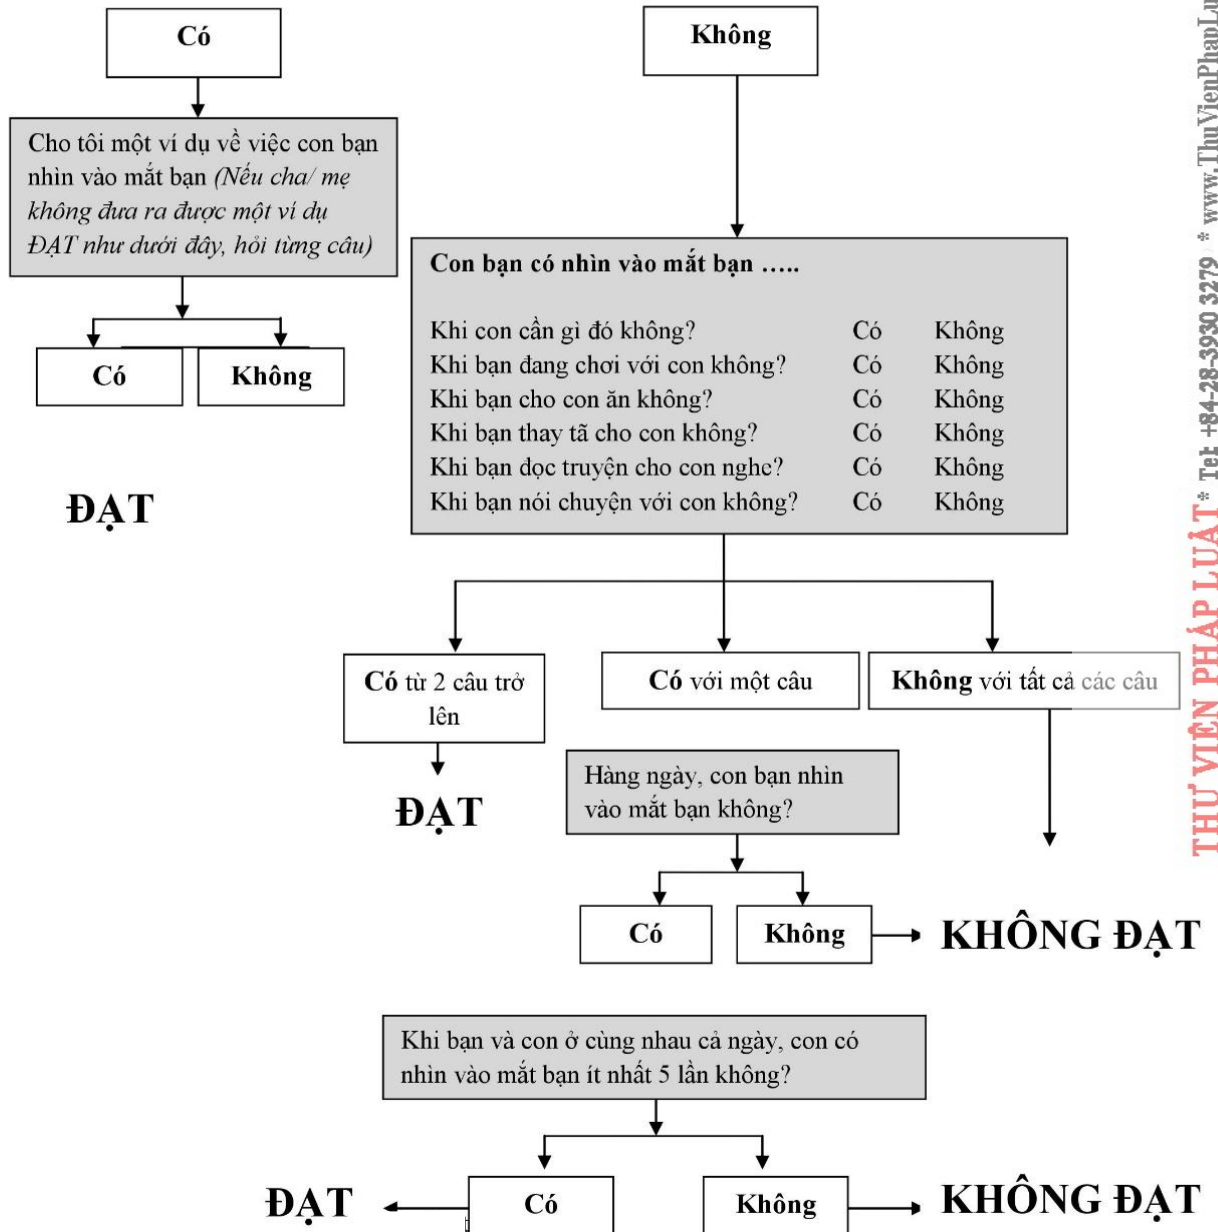 Có
Không
Cho tôi một ví dụ về việc con bạn
nhìn vào mắt bạn (Nếu cha/ mẹ
không đưa ra được một ví dụ
ĐẠT như dưới đây, hỏi từng câu)
Có
Không
ĐẠT
Con bạn có nhìn vào mắt bạn …..
Khi con cần gì đó không? Có Không
Khi bạn đang chơi với con không? Có Không
Khi bạn cho con ăn không? Có Không
Khi bạn thay tã cho con không? Có Không
Khi bạn đọc truyện cho con nghe? Có Không
Khi bạn nói chuyện với con không? Có Không
Có từ 2 câu trở
lên
Có với một câu
Không với tất cả các câu
ĐẠT
Hàng ngày, con bạn nhìn
vào mắt bạn không?
Có
Không
KHÔNG ĐẠT
Khi bạn và con ở cùng nhau cả ngày, con có
nhìn vào mắt bạn ít nhất 5 lần không?
ĐẠT
Có
Không
KHÔNG ĐẠT
THƯ VIỆN PHÁP LUẬT * Tel: +84-28-3930 3279 * www.ThuVienPhapLu